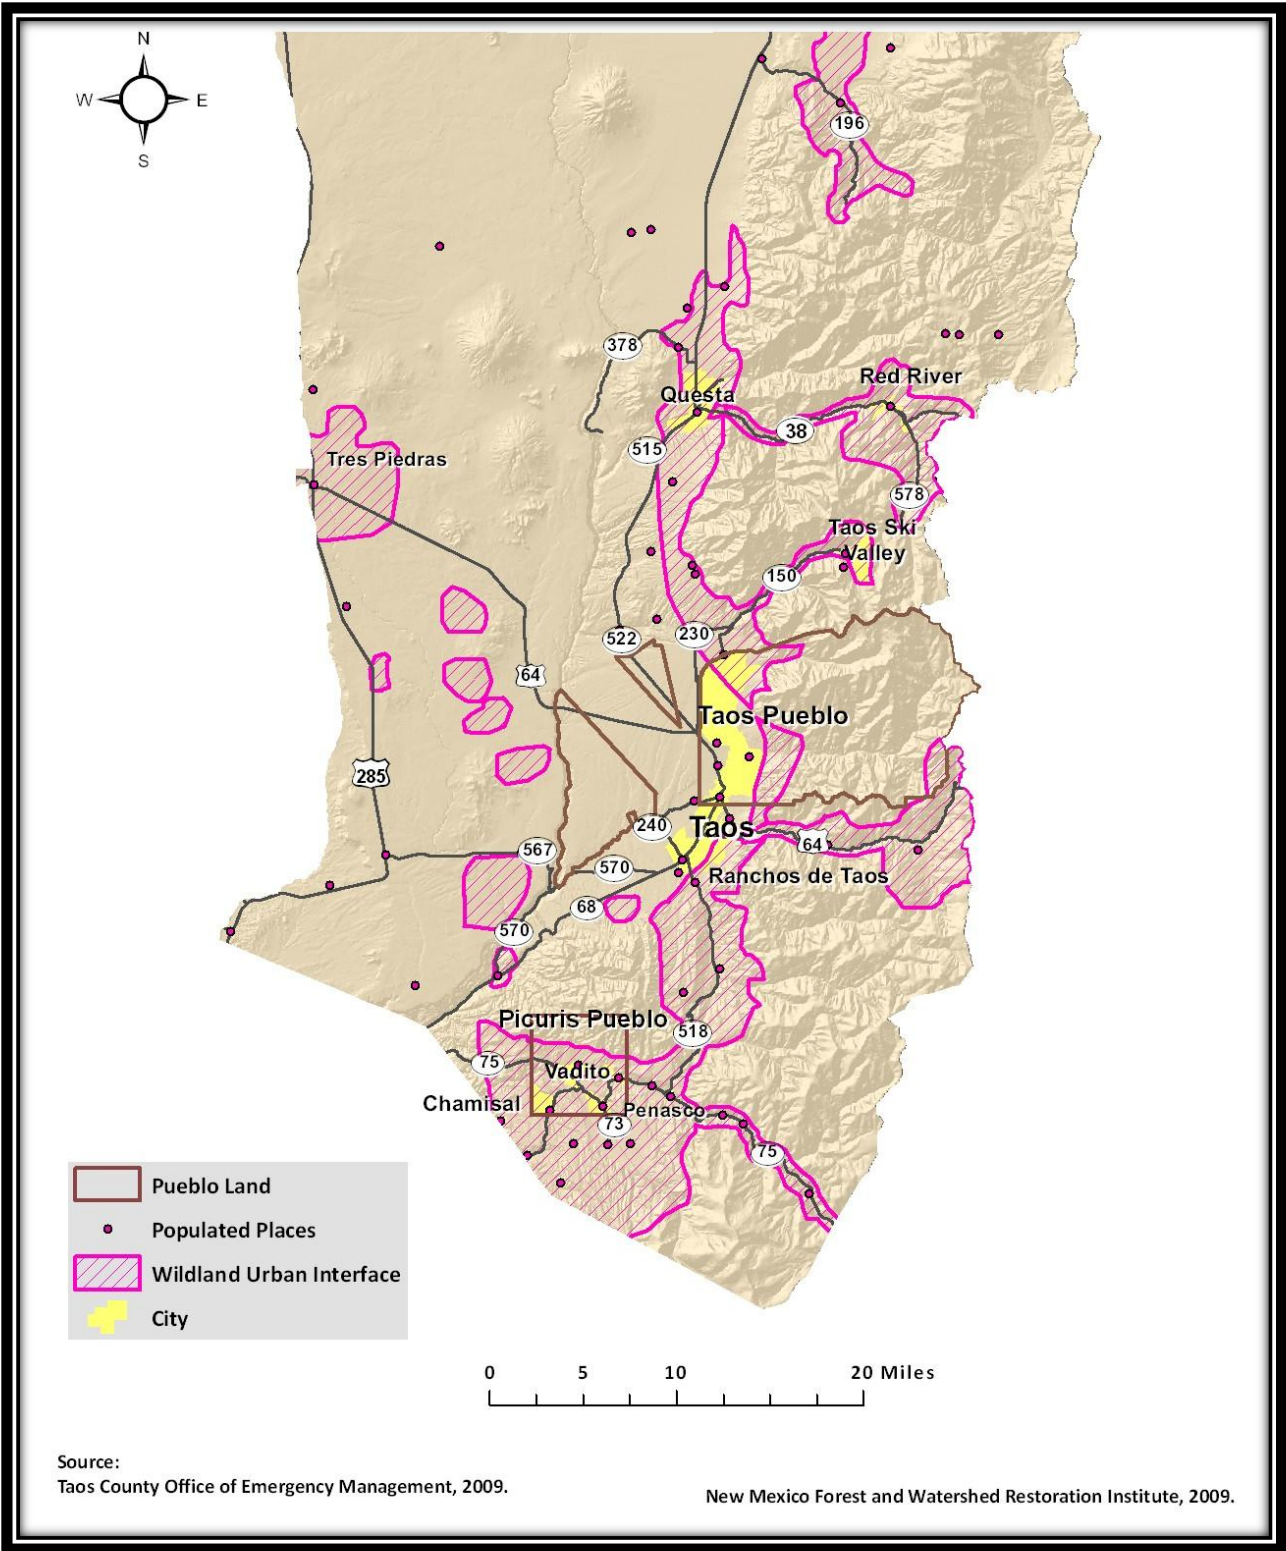 N
W
E
S
196
378
Red River
Questa
38
515
Tres Piedras
578
Taos Ski
Valley
150
522
230
64
Taos Pueblo
285
240
Taos
64
567
570
Ranchos de Taos
68
570
Picuris Pueblo
518
75
Vadito
Chamisal
Penasco
73
75
Pueblo Land
Populated Places
Wildland Urban Interface
City
0 5 10 20 Miles
Source:
Taos County Office of Emergency Management, 2009.
New Mexico Forest and Watershed Restoration Institute, 2009.